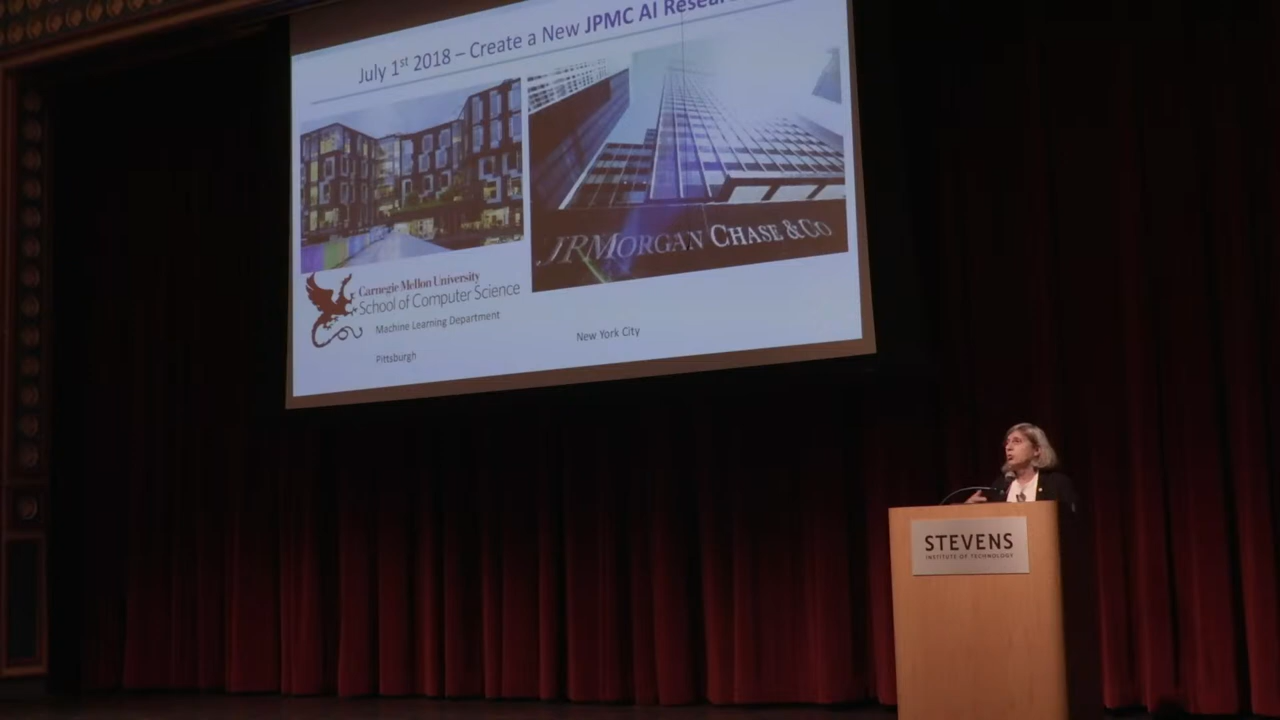 July 1st 2018 – Create a New JPMC AI Resear
JPMORGAN CHASE & CO
Carnegie Mellon University
School of Computer Science
Machine Learning Department
New York City
Pittsburgh
STEVENS
INSTITUTE OF TECHNOLOGY